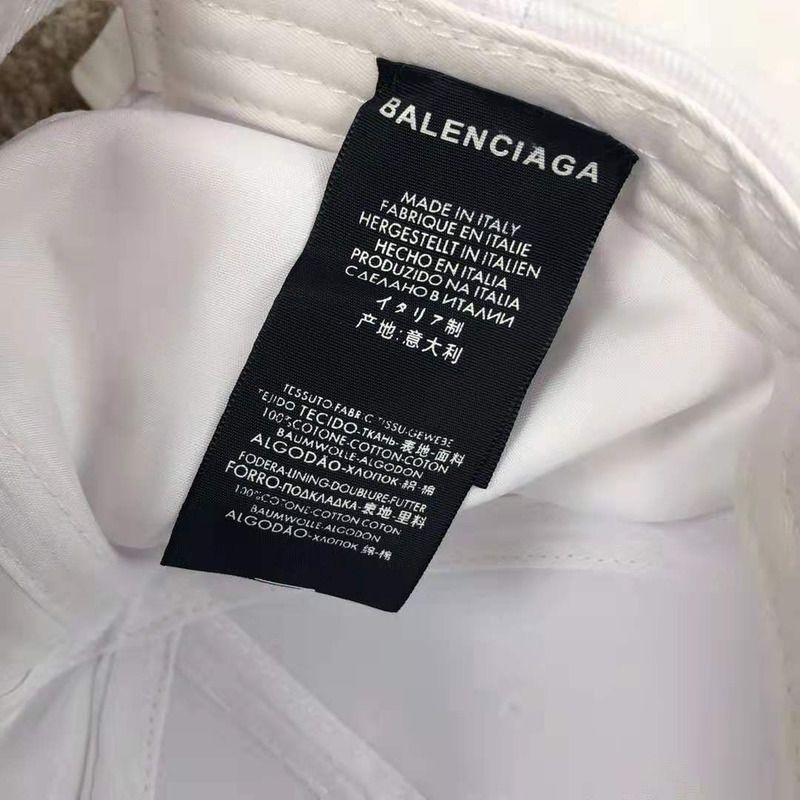 BALENCIAGA
MADE IN ITALY
FABRIQUE EN ITALIE
HERGESTELLT IN ITALIEN
HECHO EN ITALIA
PRODUZIDO NA ITALIA
СДЕЛАНО В ИТАЛИИ
イタリア制
产地:意大利
TESSUTO FABRIC-TISSU-GEWEBE
TEJIDO TECIDO-ТКАНЬ-表地-面料
100%COTONE-COTTON-COTON
BAUMWOLLE-ALGODON
ALGODÃO-ХЛОПОК-綿-棉
FODERA-LINING-DOUBLURE-FUTTER
FORRO-ПОДКЛАДКА-裏地-里料
100%COTONE-COTTON COTON
BAUMWOLLE-ALGODON
ALGODÃO-ХЛОПОК 綿-棉